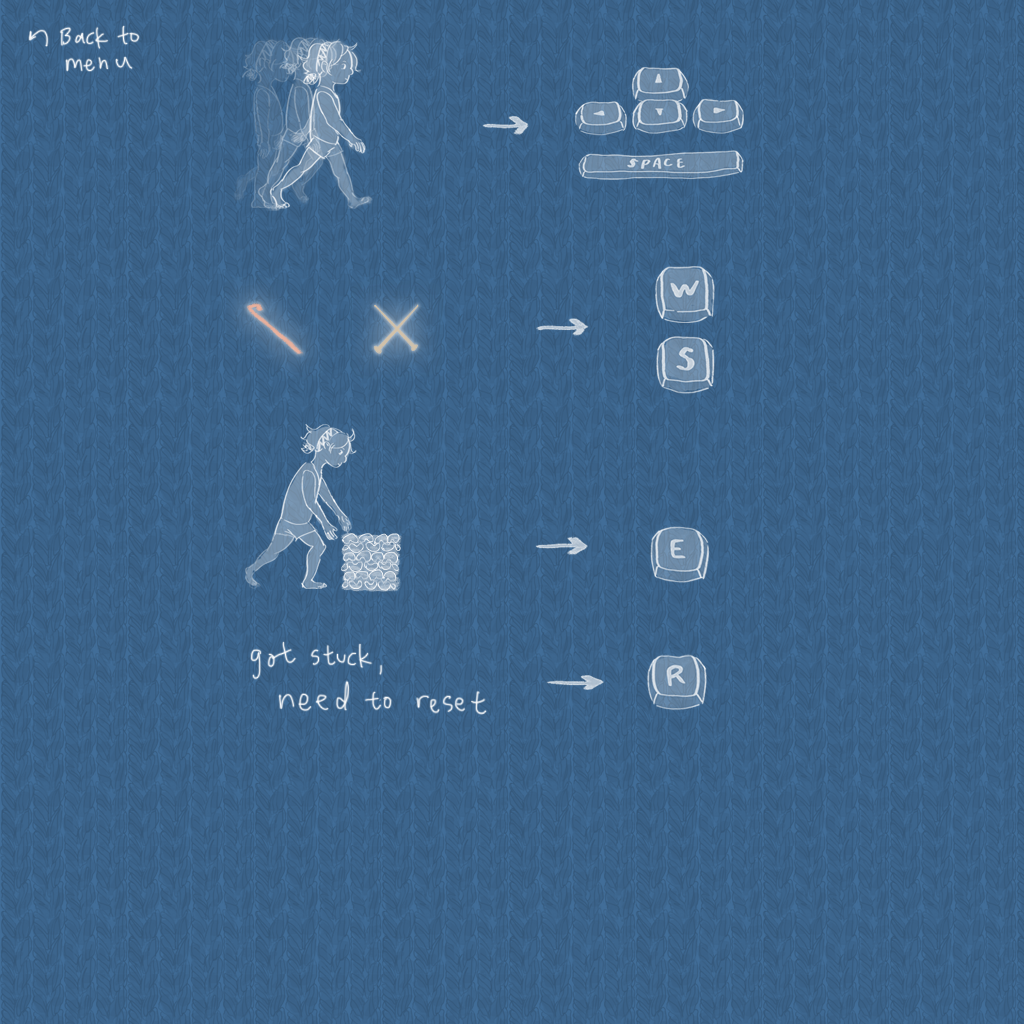 Back to
menu
SPACE
W
S
E
got stuck,
need to reset
R